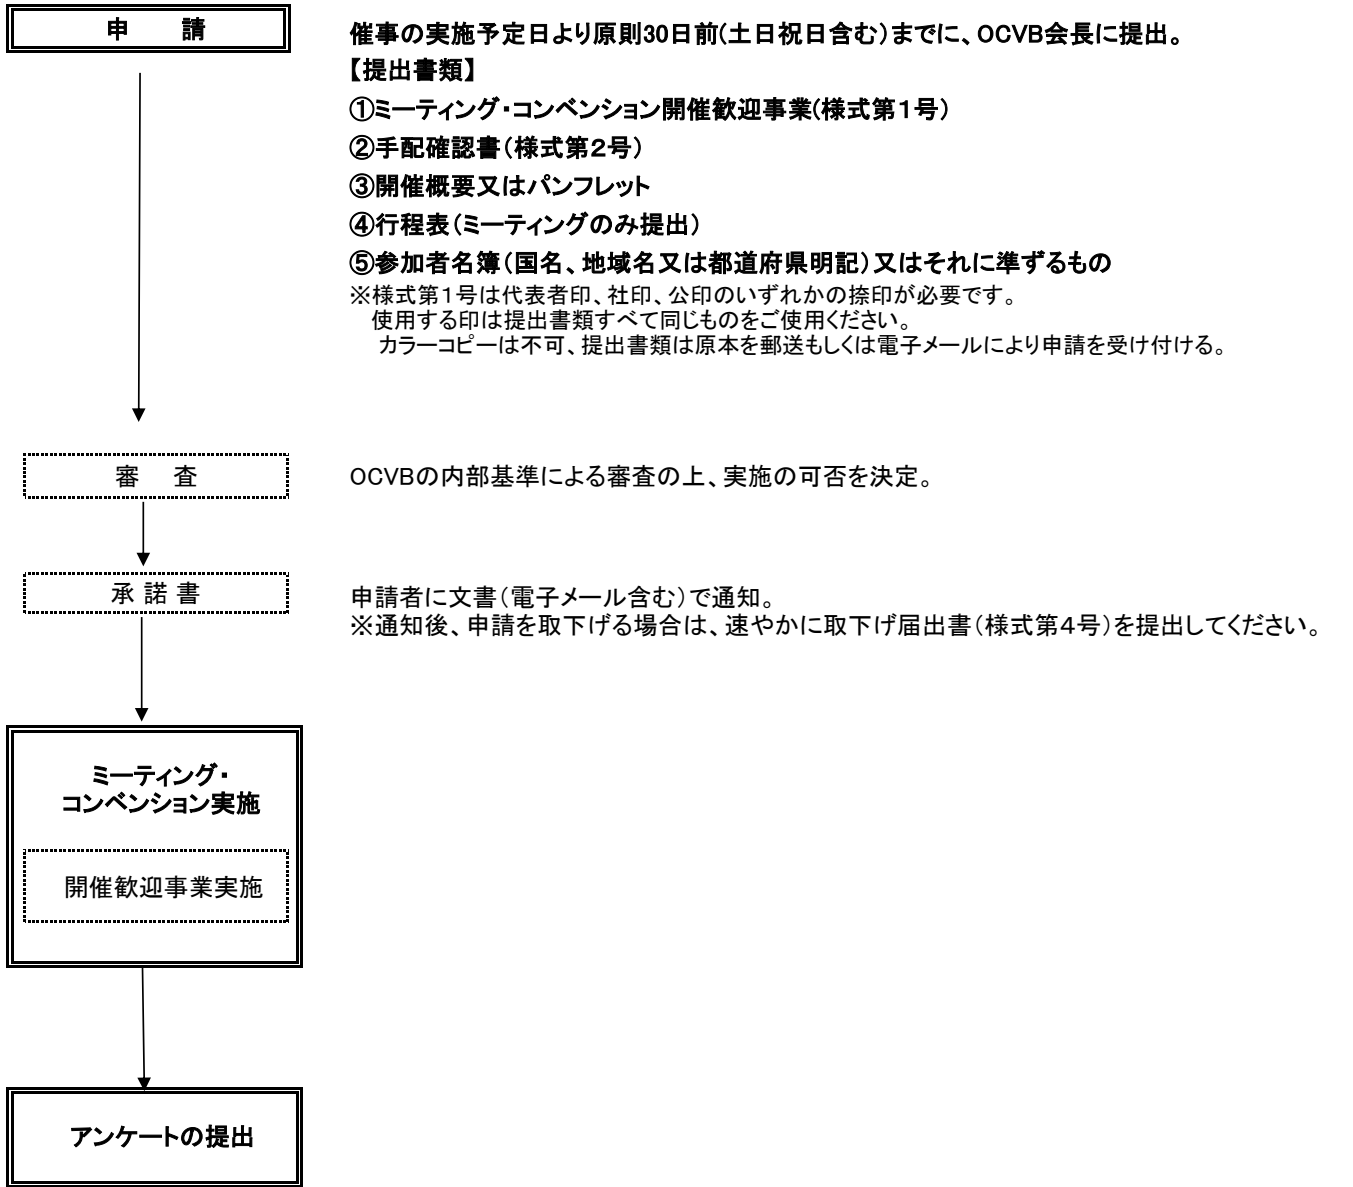 申　請
催事の実施予定日より原則30日前(土日祝日含む)までに、OCVB会長に提出。
【提出書類】
①ミーティング・コンベンション開催歓迎事業(様式第1号)
②手配確認書(様式第2号)
③開催概要又はパンフレット
④行程表(ミーティングのみ提出)
⑤参加者名簿(国名、地域名又は都道府県明記)又はそれに準ずるもの
※様式第1号は代表者印、社印、公印のいずれかの捺印が必要です。
使用する印は提出書類すべて同じものをご使用ください。
カラーコピーは不可、提出書類は原本を郵送もしくは電子メールにより申請を受け付ける。
審　査
OCVBの内部基準による審査の上、実施の可否を決定。
承諾書
申請者に文書(電子メール含む)で通知。
※通知後、申請を取下げる場合は、速やかに取下げ届出書(様式第4号)を提出してください。
ミーティング・
コンベンション実施
開催歓迎事業実施
アンケートの提出